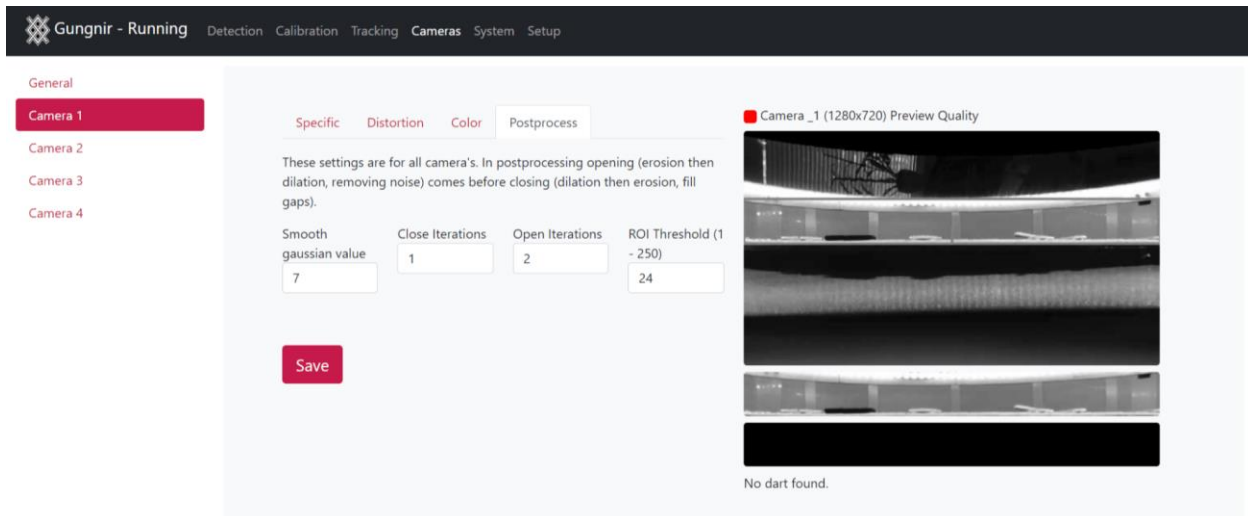 Gungnir - Running
Detection Calibration Tracking Cameras System Setup
General
Camera 1
Camera 2
Camera 3
Camera 4
Specific Distortion Color Postprocess
These settings are for all camera's. In postprocessing opening (erosion then
dilation, removing noise) comes before closing (dilation then erosion, fill
gaps).
Smooth
gaussian value
7
Close Iterations
1
Open Iterations
2
ROI Threshold (1
- 250)
24
Save
Camera _1 (1280x720) Preview Quality
No dart found.